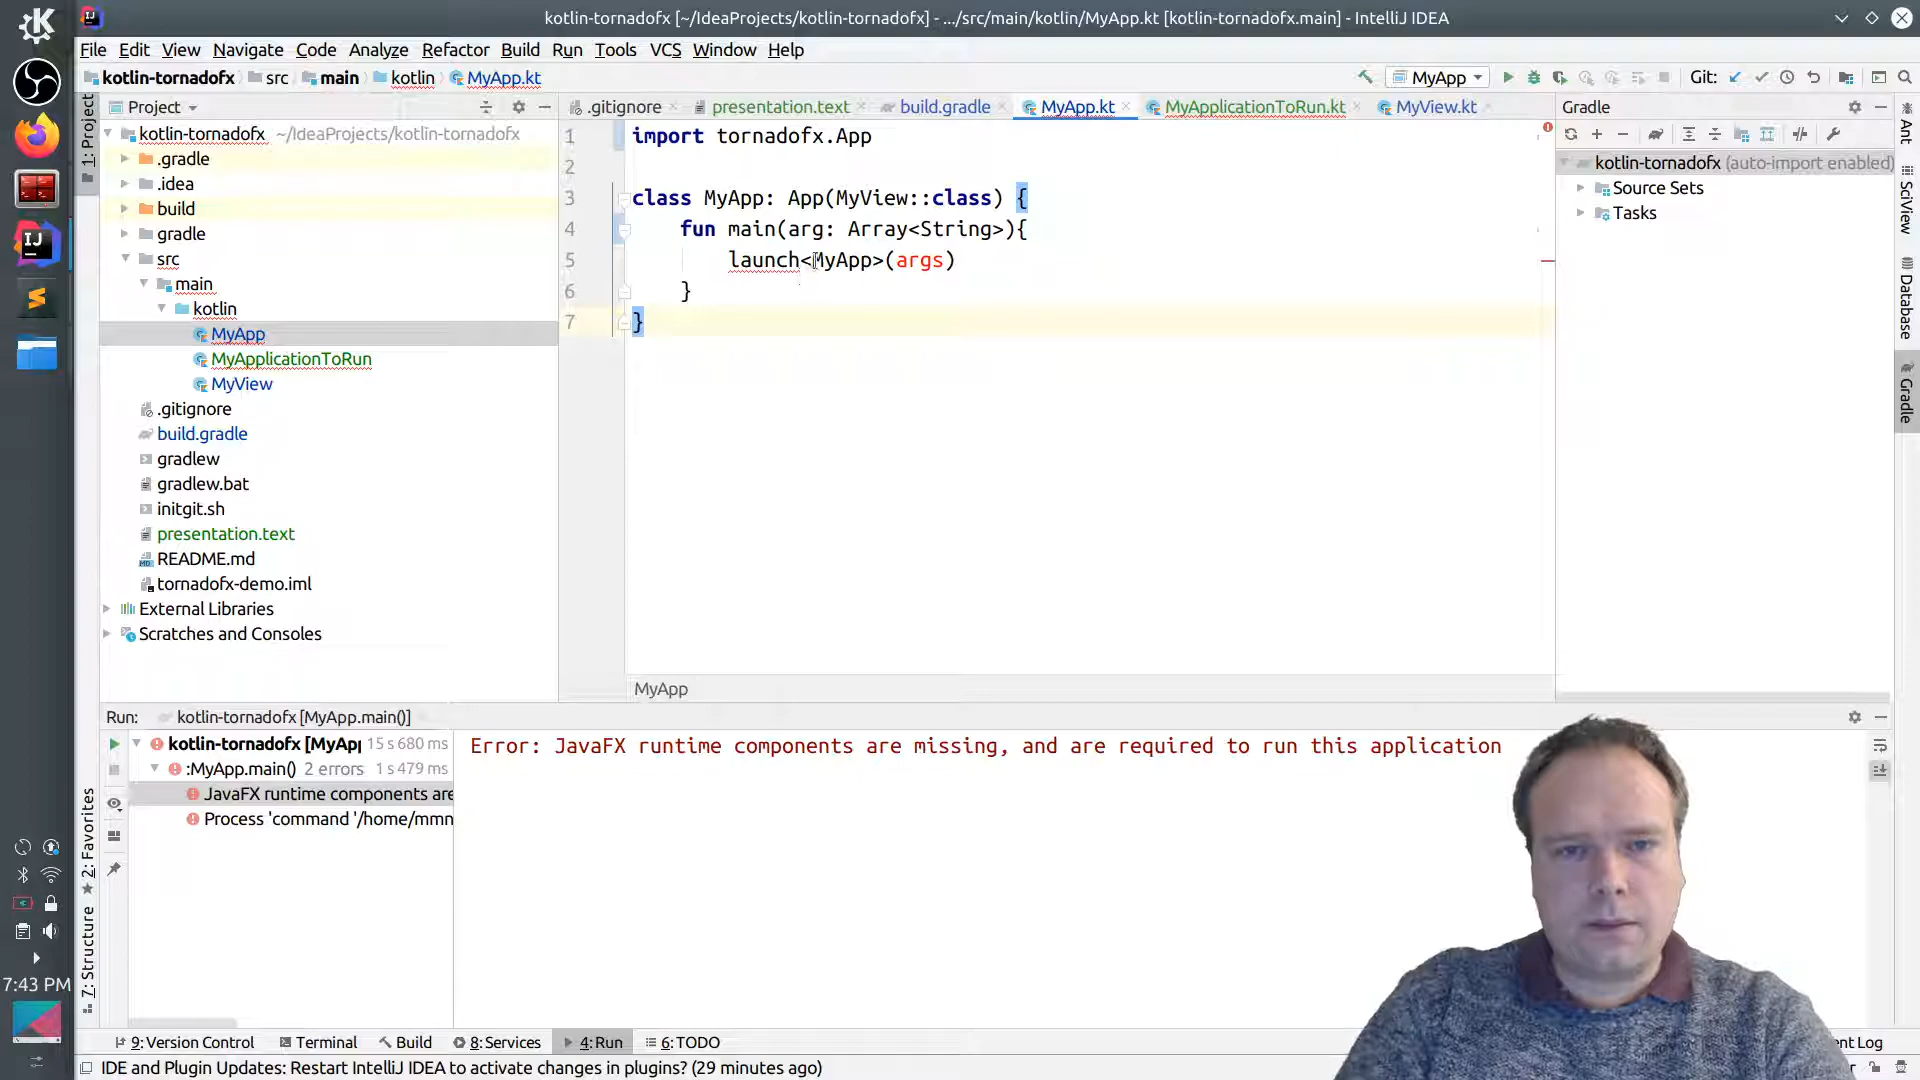 kotlin-tornadofx [~/IdeaProjects/kotlin-tornadofx] - .../src/main/kotlin/MyApp.kt [kotlin-tornadofx.main] - IntelliJ IDEA
File Edit View Navigate Code Analyze Refactor Build Run Tools VCS Window Help
kotlin-tornadofx src main kotlin MyApp.kt MyApp Git:
Project .gitignore presentation.text build.gradle MyApp.kt MyApplicationToRun.kt MyView.kt Gradle
1: Project
kotlin-tornadofx ~/IdeaProjects/kotlin-tornadofx
.gradle
.idea
build
gradle
src
main
kotlin
MyApp
MyApplicationToRun
MyView
.gitignore
build.gradle
gradlew
gradlew.bat
initgit.sh
presentation.text
README.md
tornadofx-demo.iml
External Libraries
Scratches and Consoles
1 import tornadofx.App
2
3 class MyApp: App(MyView::class) {
4 fun main(arg: Array<String>){
5 launch<MyApp>(args)
6 }
7 }
MyApp
kotlin-tornadofx (auto-import enabled)
Source Sets
Tasks
Ant
SciView
Database
Gradle
Run: kotlin-tornadofx [MyApp.main()]
kotlin-tornadofx [MyAp 15 s 680 ms
:MyApp.main() 2 errors 1 s 479 ms
JavaFX runtime components are
Process 'command '/home/mmn
Error: JavaFX runtime components are missing, and are required to run this application
2: Favorites
7: Structure
7:43 PM
9: Version Control Terminal Build 8: Services 4: Run 6: TODO nt Log
IDE and Plugin Updates: Restart IntelliJ IDEA to activate changes in plugins? (29 minutes ago)